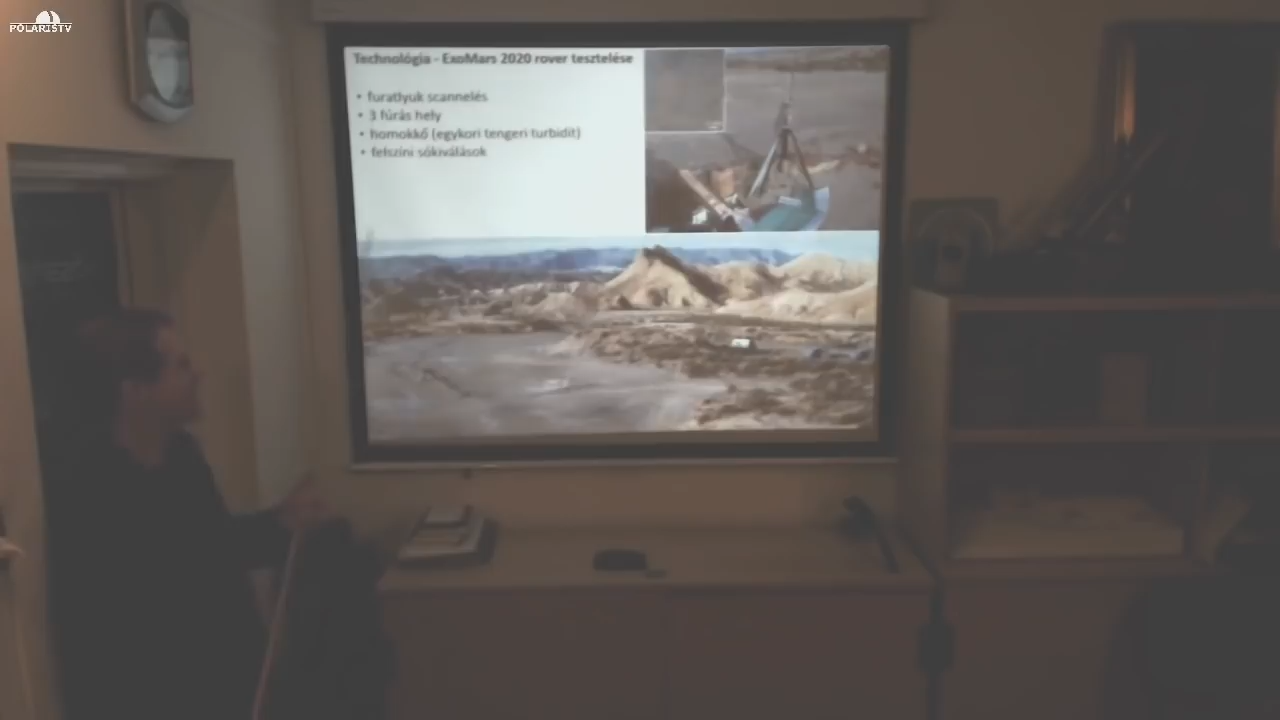 POLARISTV
Technológia - ExoMars 2020 rover tesztelése
• furatlyuk scannelés
• 3 fúrás hely
• homokkő (egykori tengeri turbidit)
• felszíni sókiválások